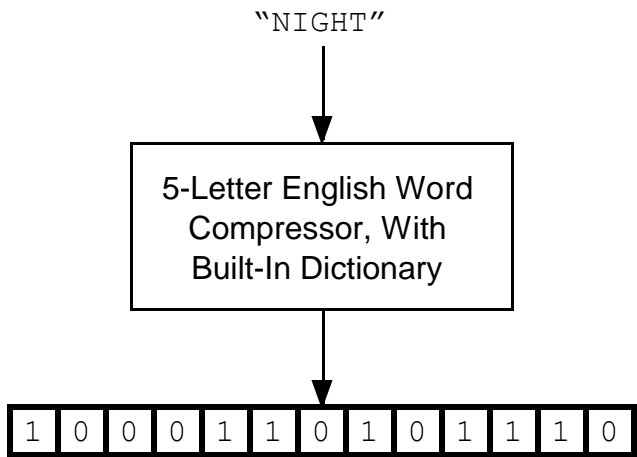 “NIGHT”
5-Letter English Word
Compressor, With
Built-In Dictionary
1 0 0 0 1 1 0 1 0 1 1 1 0